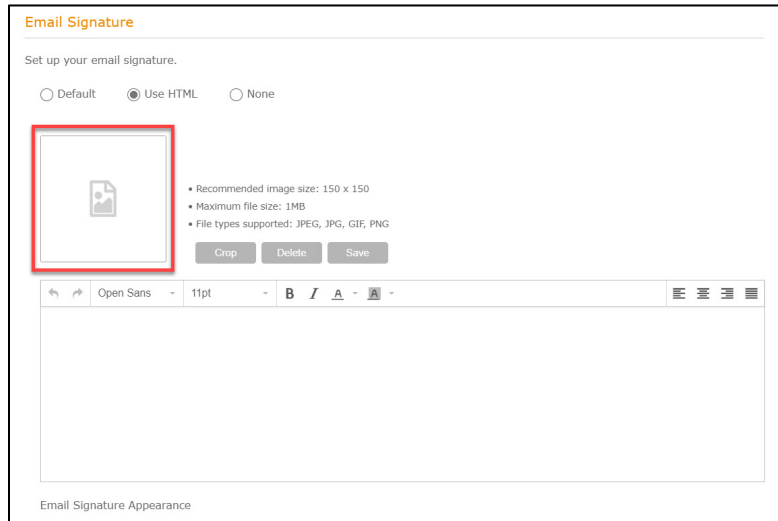 Email Signature
Set up your email signature.
Default Use HTML None
• Recommended image size: 150 x 150
• Maximum file size: 1MB
• File types supported: JPEG, JPG, GIF, PNG
Crop Delete Save
Open Sans 11pt B I A A
Email Signature Appearance